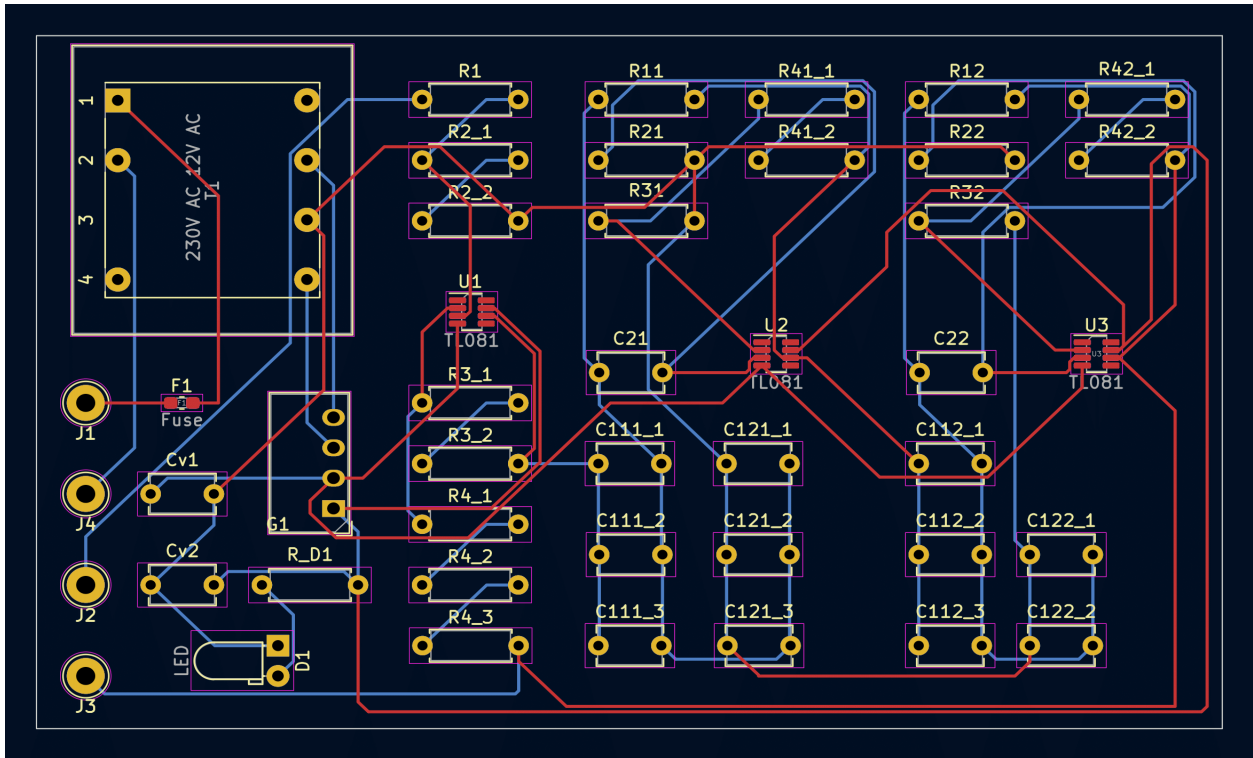 R1
R11
R41_1
R12
R42_1
1
2
3
4
230V AC 12V AC
T1
R2_1
R21
R41_2
R22
R42_2
R2_2
R31
R32
U1
TL081
C21
U2
TL081
C22
U3
U3
TL081
F1
Fuse
J1
R3_1
R3_2
C111_1
C121_1
C112_1
Cv1
J4
G1
R4_1
C111_2
C121_2
C112_2
C122_1
Cv2
R_D1
R4_2
J2
R4_3
C111_3
C121_3
C112_3
C122_2
LED
D1
J3